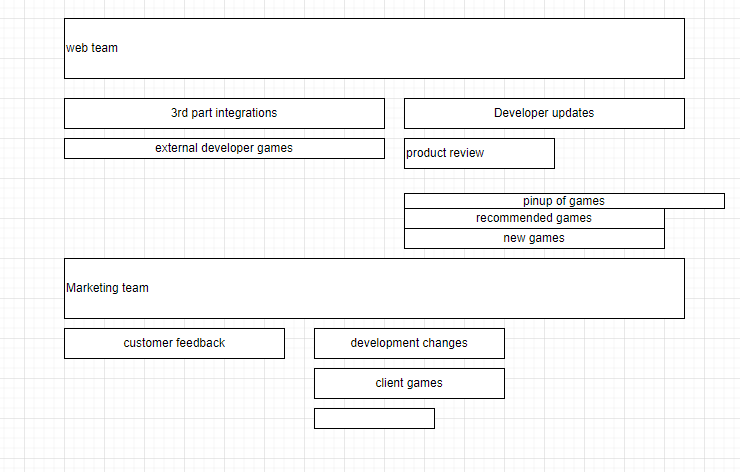 web team
3rd part integrations
Developer updates
external developer games
product review
pinup of games
recommended games
new games
Marketing team
customer feedback
development changes
client games